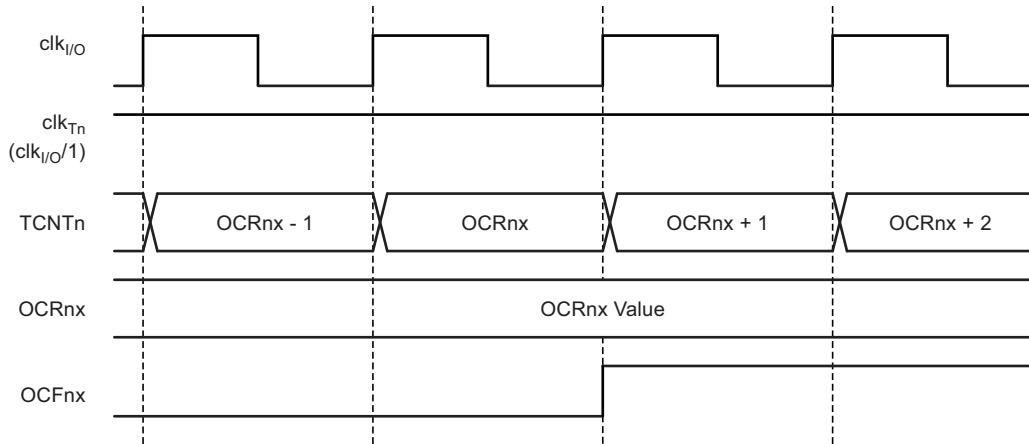 clkI/O
clkTn
(clkI/O/1)
TCNTn
OCRnx - 1
OCRnx
OCRnx + 1
OCRnx + 2
OCRnx
OCRnx Value
OCFnx